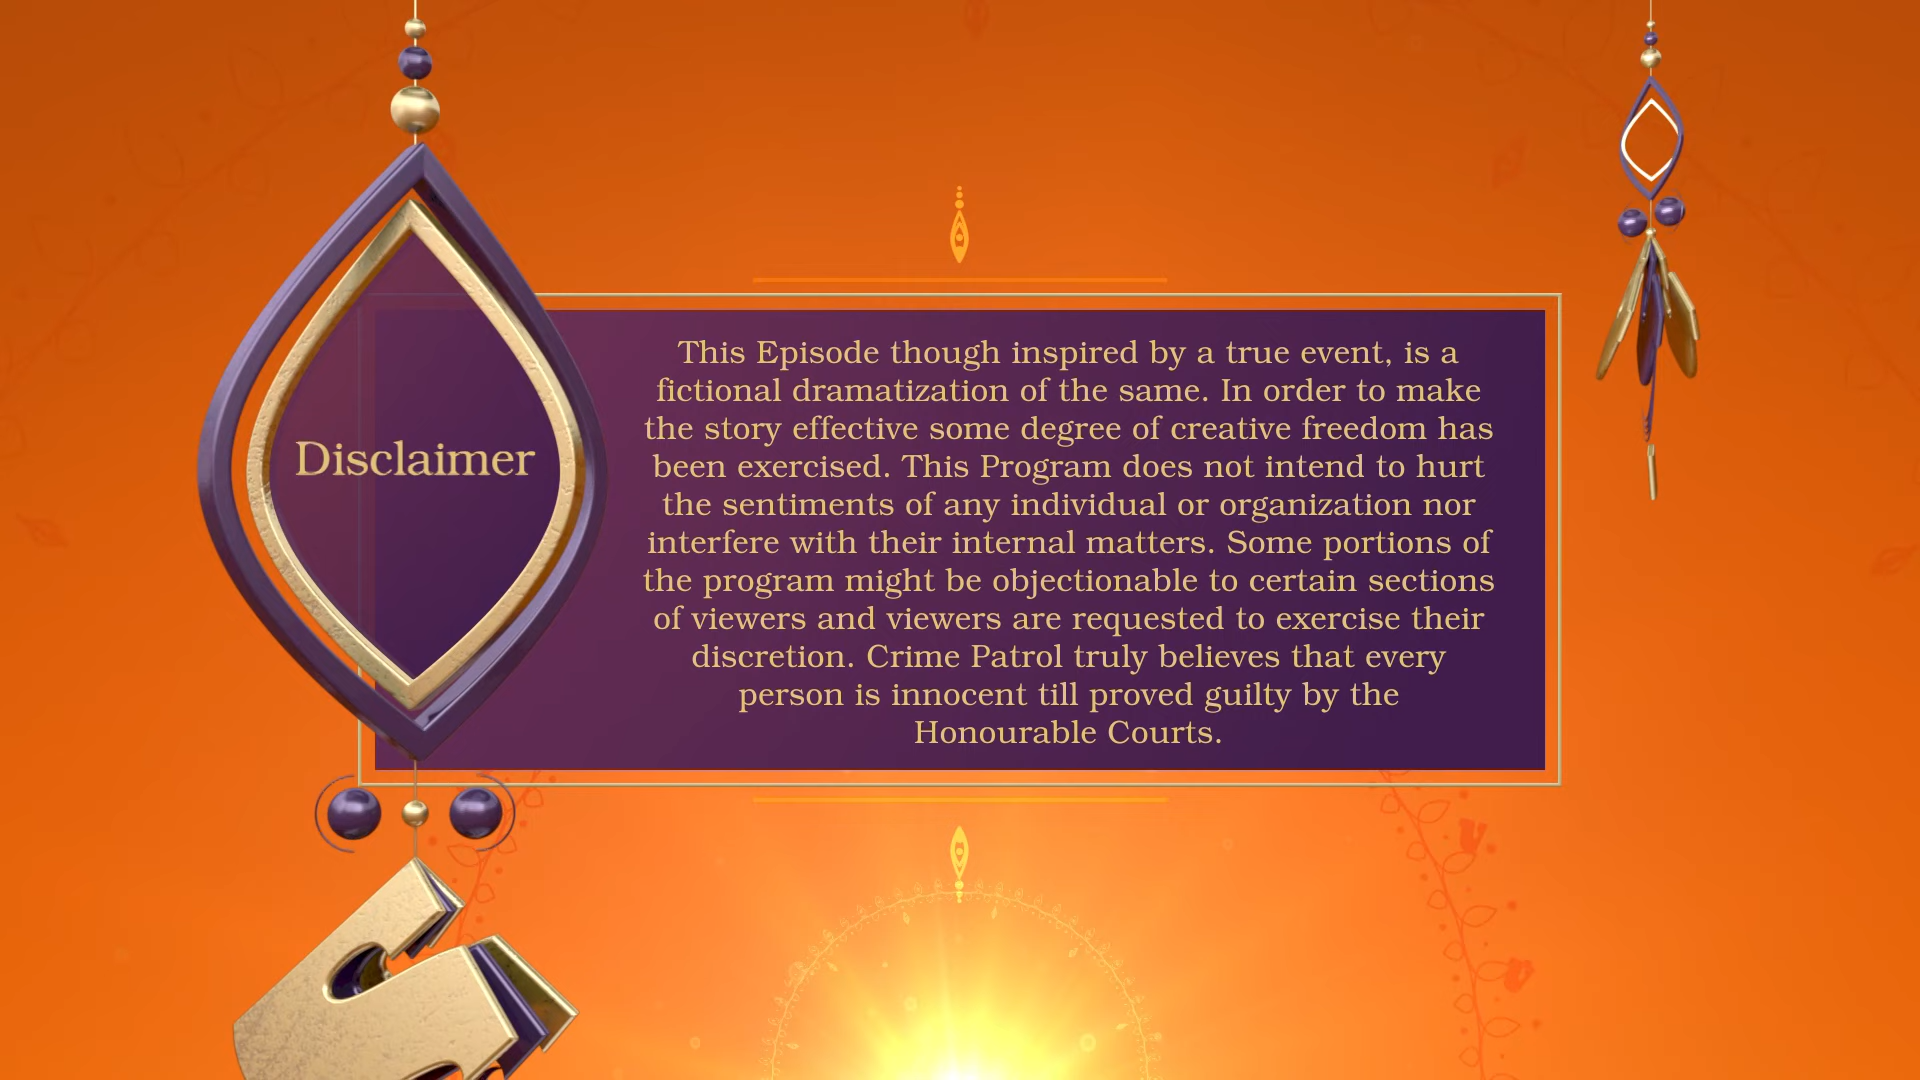 Disclaimer
This Episode though inspired by a true event, is a
fictional dramatization of the same. In order to make
the story effective some degree of creative freedom has
been exercised. This Program does not intend to hurt
the sentiments of any individual or organization nor
interfere with their internal matters. Some portions of
the program might be objectionable to certain sections
of viewers and viewers are requested to exercise their
discretion. Crime Patrol truly believes that every
person is innocent till proved guilty by the
Honourable Courts.